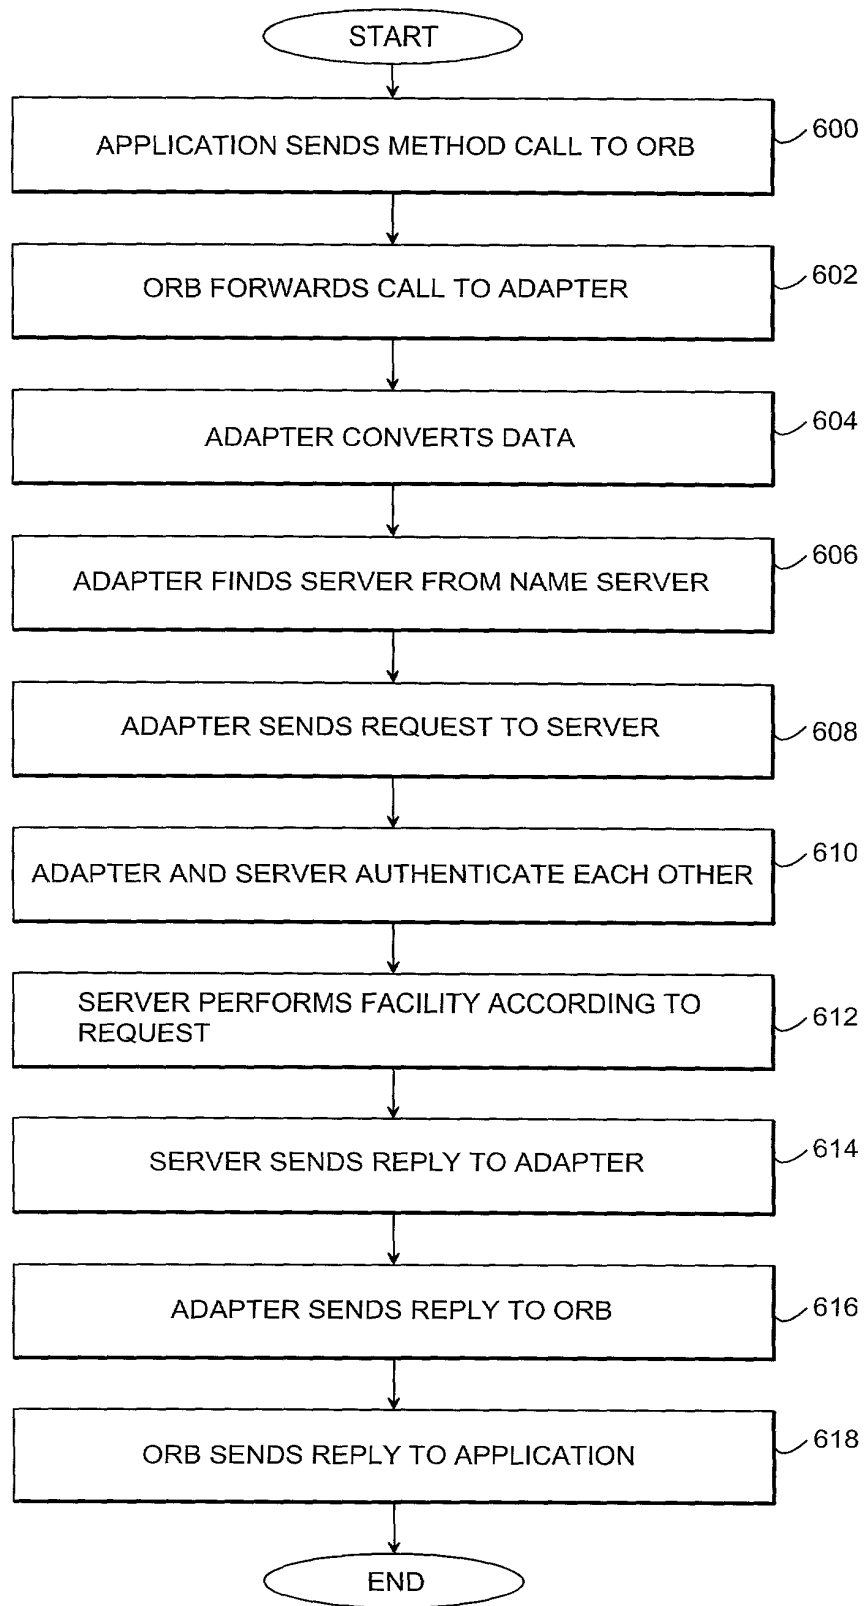 START
APPLICATION SENDS METHOD CALL TO ORB
600
ORB FORWARDS CALL TO ADAPTER
602
ADAPTER CONVERTS DATA
604
ADAPTER FINDS SERVER FROM NAME SERVER
606
ADAPTER SENDS REQUEST TO SERVER
608
ADAPTER AND SERVER AUTHENTICATE EACH OTHER
610
SERVER PERFORMS FACILITY ACCORDING TO
REQUEST
612
SERVER SENDS REPLY TO ADAPTER
614
ADAPTER SENDS REPLY TO ORB
616
ORB SENDS REPLY TO APPLICATION
618
END